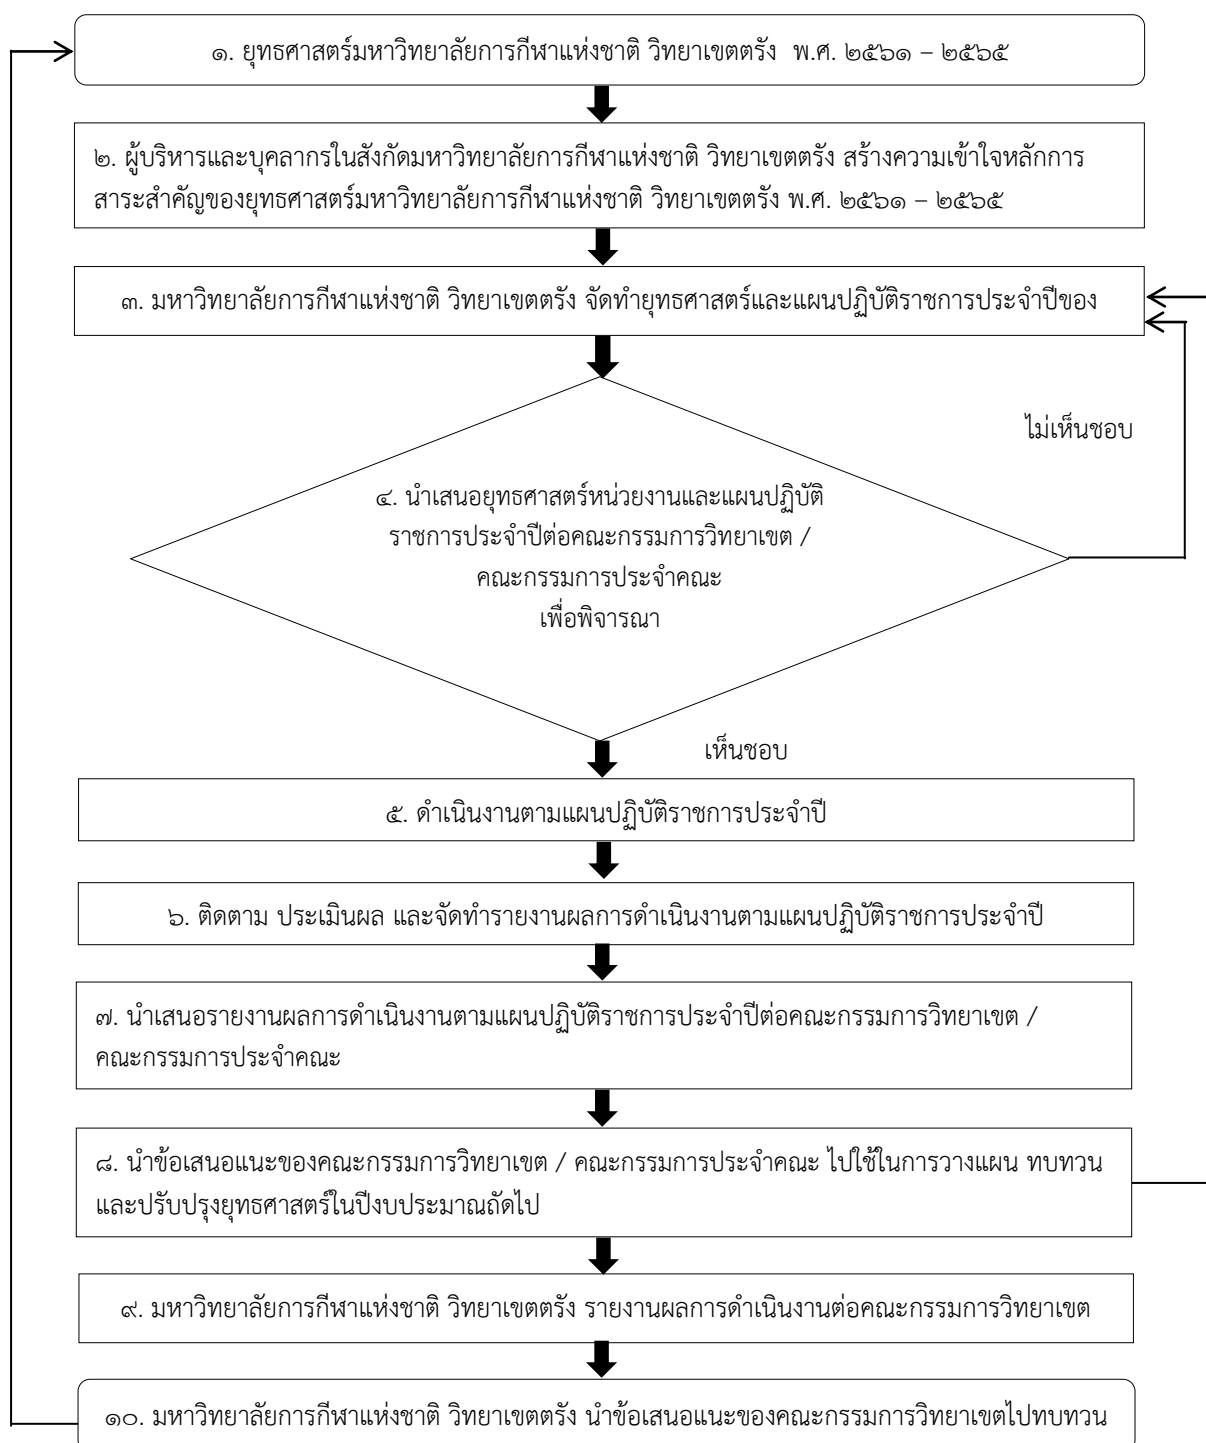 ๑. ยุทธศาสตร์มหาวิทยาลัยการกีฬาแห่งชาติ วิทยาเขตตรัง พ.ศ. ๒๕๖๑ – ๒๕๖๕
๒. ผู้บริหารและบุคลากรในสังกัดมหาวิทยาลัยการกีฬาแห่งชาติ วิทยาเขตตรัง สร้างความเข้าใจหลักการ
สาระสำคัญของยุทธศาสตร์มหาวิทยาลัยการกีฬาแห่งชาติ วิทยาเขตตรัง พ.ศ. ๒๕๖๑ – ๒๕๖๕
๓. มหาวิทยาลัยการกีฬาแห่งชาติ วิทยาเขตตรัง จัดทำยุทธศาสตร์และแผนปฏิบัติราชการประจำปีของ
ไม่เห็นชอบ
๔. นำเสนอยุทธศาสตร์หน่วยงานและแผนปฏิบัติ
ราชการประจำปีต่อคณะกรรมการวิทยาเขต /
คณะกรรมการประจำคณะ
เพื่อพิจารณา
เห็นชอบ
๕. ดำเนินงานตามแผนปฏิบัติราชการประจำปี
๖. ติดตาม ประเมินผล และจัดทำรายงานผลการดำเนินงานตามแผนปฏิบัติราชการประจำปี
๗. นำเสนอรายงานผลการดำเนินงานตามแผนปฏิบัติราชการประจำปีต่อคณะกรรมการวิทยาเขต /
คณะกรรมการประจำคณะ
๘. นำข้อเสนอแนะของคณะกรรมการวิทยาเขต / คณะกรรมการประจำคณะ ไปใช้ในการวางแผน ทบทวน
และปรับปรุงยุทธศาสตร์ในปีงบประมาณถัดไป
๙. มหาวิทยาลัยการกีฬาแห่งชาติ วิทยาเขตตรัง รายงานผลการดำเนินงานต่อคณะกรรมการวิทยาเขต
๑๐. มหาวิทยาลัยการกีฬาแห่งชาติ วิทยาเขตตรัง นำข้อเสนอแนะของคณะกรรมการวิทยาเขตไปทบทวน